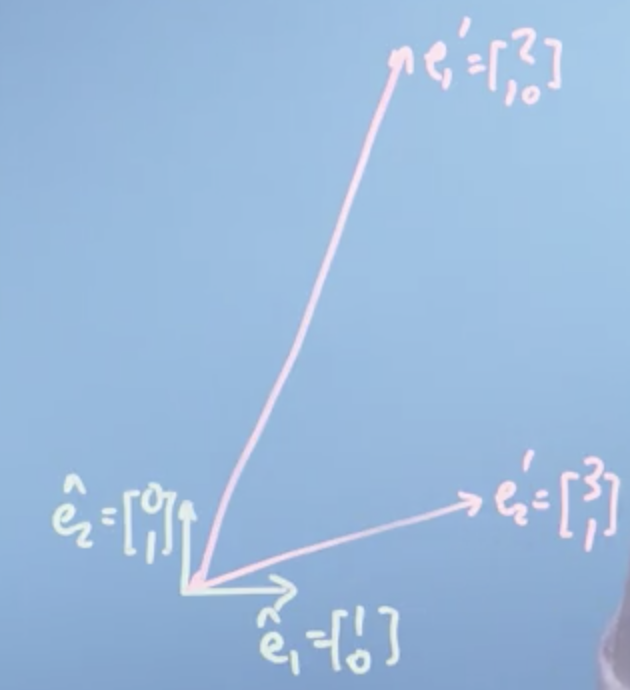 e₁′=[2 10]
e₂′=[3 1]
ê₂=[0 1]
ê₁=[1 0]